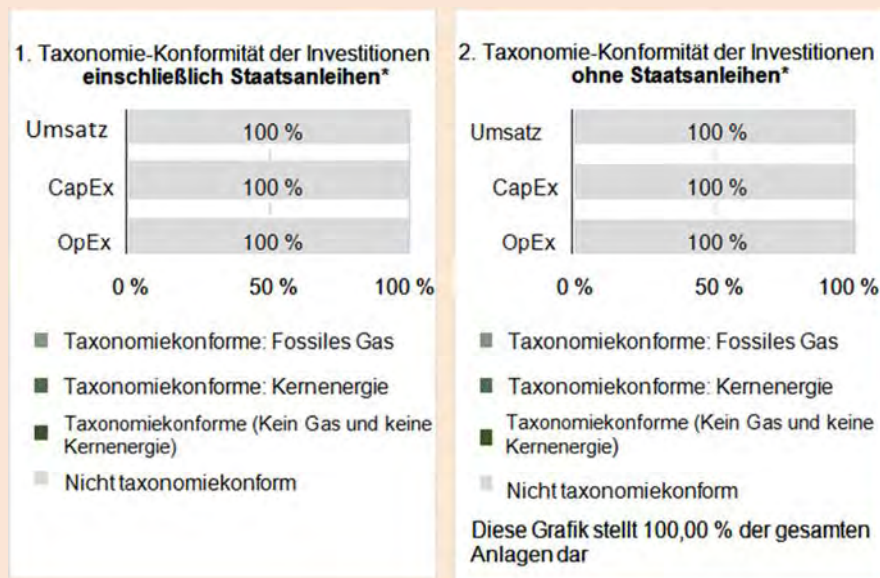 1. Taxonomie-Konformität der Investitionen
einschließlich Staatsanleihen*
Umsatz 100 %
CapEx 100 %
OpEx 100 %
0 % 50 % 100 %
Taxonomiekonforme: Fossiles Gas
Taxonomiekonforme: Kernenergie
Taxonomiekonforme (Kein Gas und keine
Kernenergie)
Nicht taxonomiekonform
2. Taxonomie-Konformität der Investitionen
ohne Staatsanleihen*
Umsatz 100 %
CapEx 100 %
OpEx 100 %
0 % 50 % 100 %
Taxonomiekonforme: Fossiles Gas
Taxonomiekonforme: Kernenergie
Taxonomiekonforme (Kein Gas und keine
Kernenergie)
Nicht taxonomiekonform
Diese Grafik stellt 100,00 % der gesamten
Anlagen dar